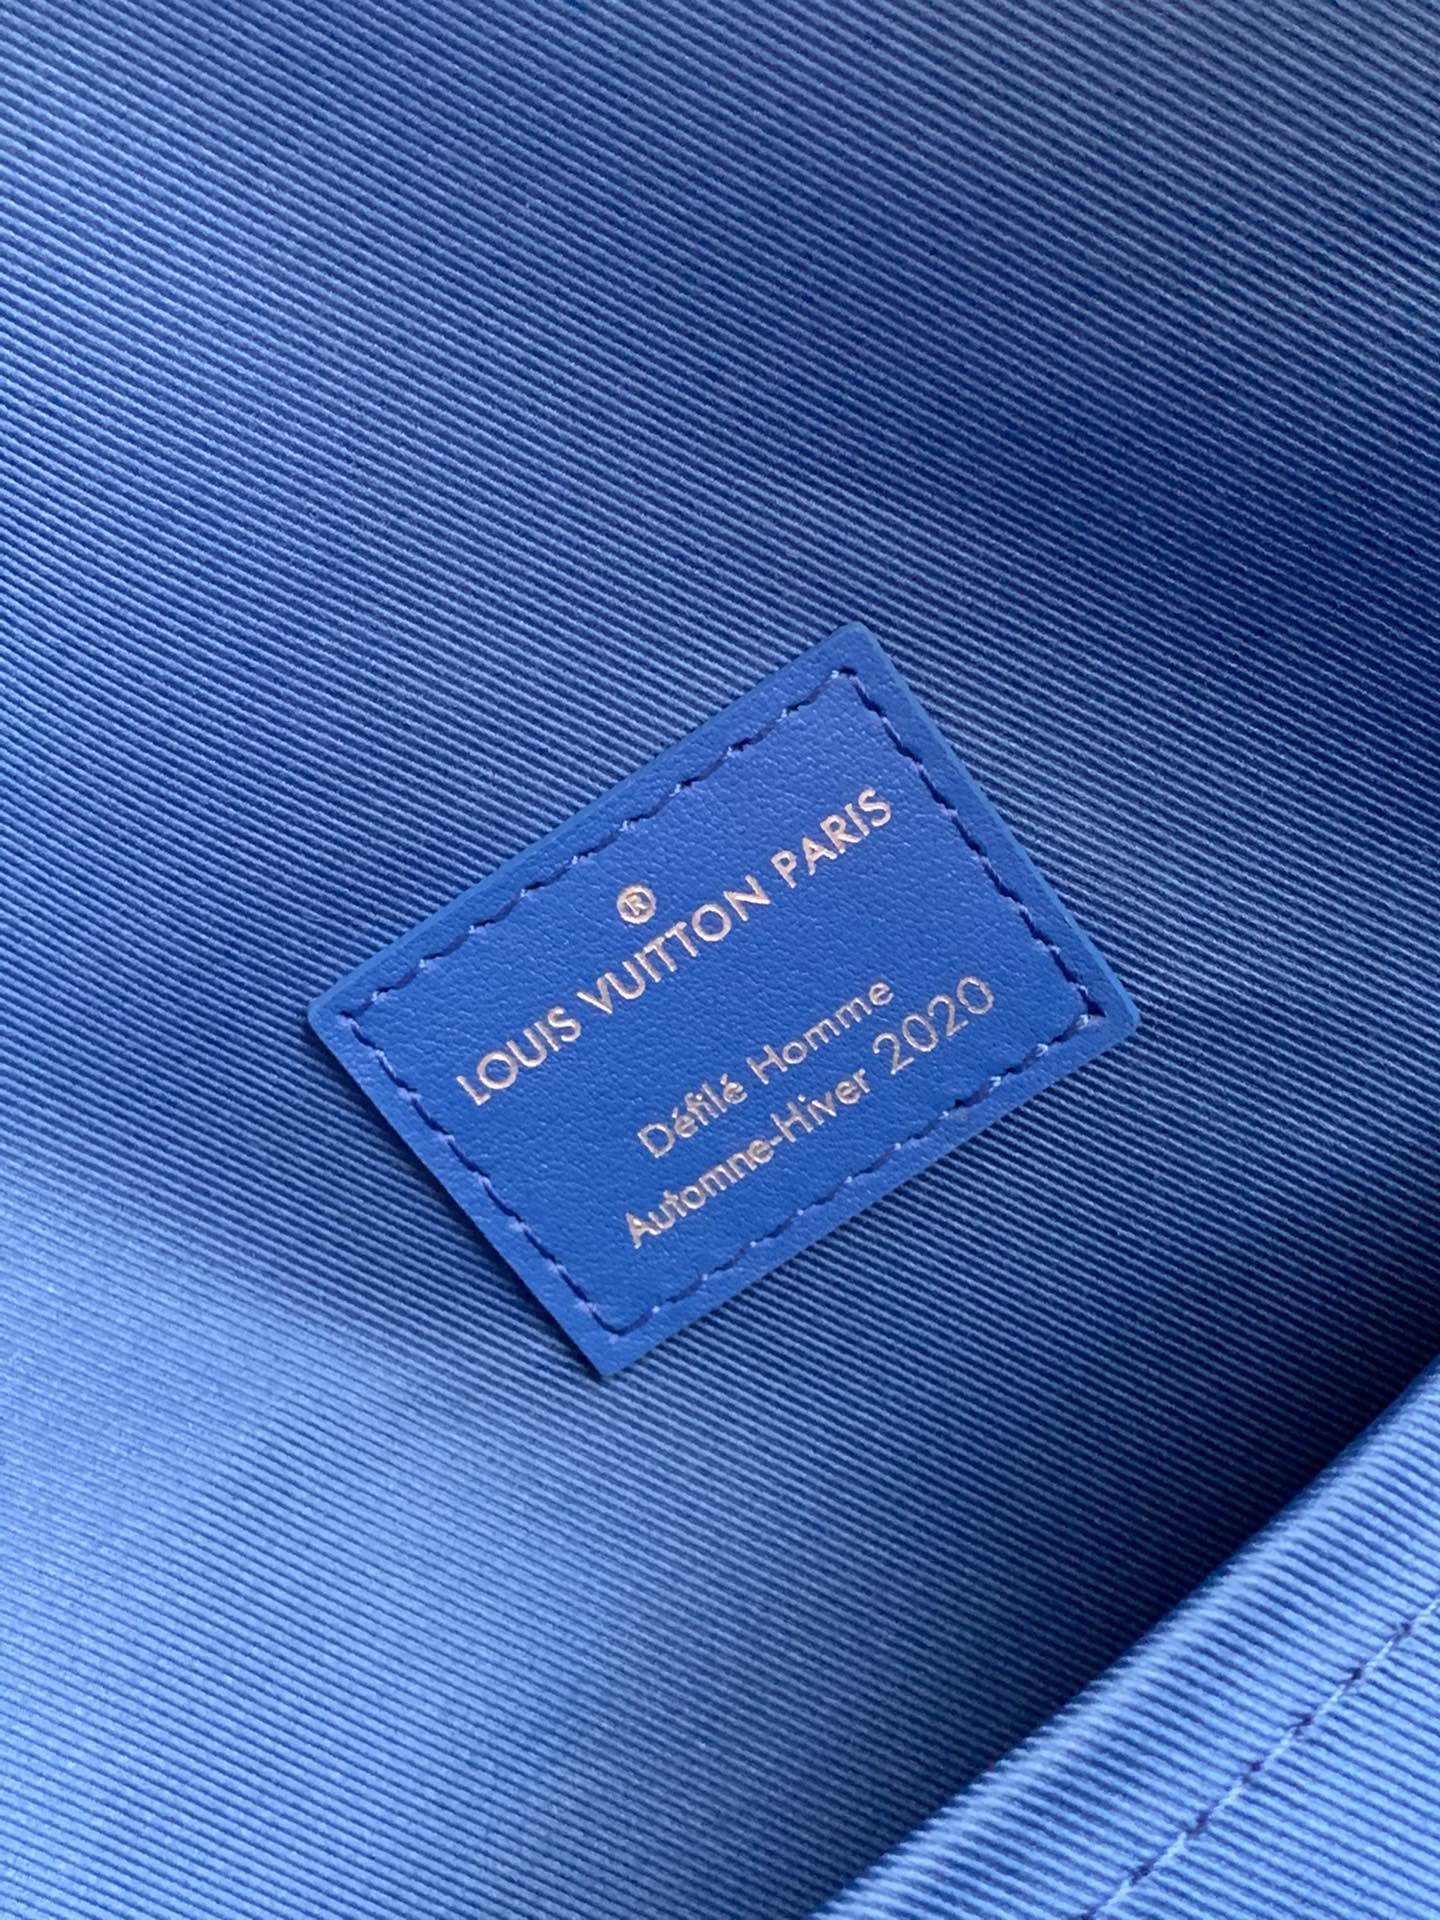 ®
LOUIS VUITTON PARIS
Défilé Homme
Automne-Hiver 2020